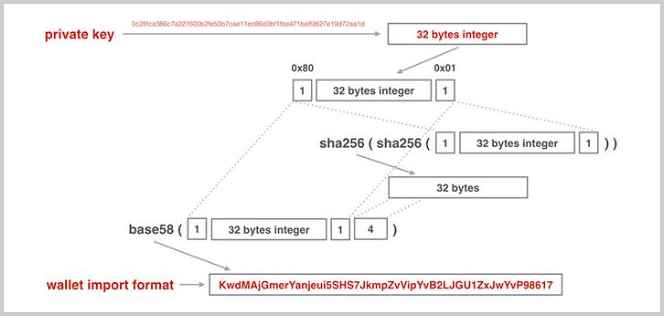 private key
0c28fca386c7a227600b2fe50b7cae11ec86d3bf1fbe471be89827e19d72aa1d
32 bytes integer
0x80 0x01
1 32 bytes integer 1
sha256 ( sha256 ( 1 32 bytes integer 1 ) )
32 bytes
base58 ( 1 32 bytes integer 1 4 )
wallet import format
KwdMAjGmerYanjeui5SHS7JkmpZvVipYvB2LJGU1ZxJwYvP98617